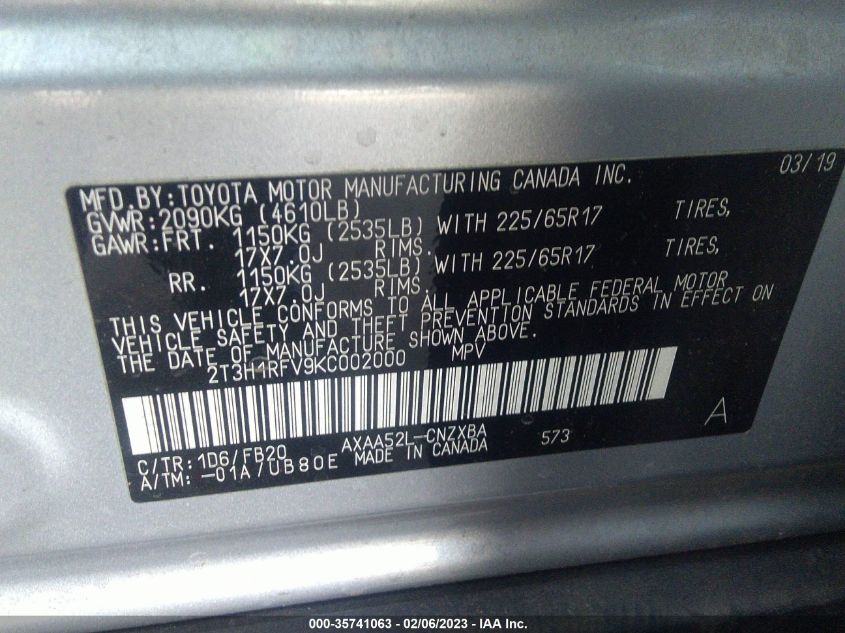 03/19
MFD.BY:TOYOTA MOTOR MANUFACTURING CANADA INC.
GVWR:2090KG (4610LB)
GAWR:FRT. 1150KG (2535LB) WITH 225/65R17 TIRES,
17X7.0J RIMS.
RR. 1150KG (2535LB) WITH 225/65R17 TIRES,
17X7.0J RIMS.
THIS VEHICLE CONFORMS TO ALL APPLICABLE FEDERAL MOTOR
VEHICLE SAFETY AND THEFT PREVENTION STANDARDS IN EFFECT ON
THE DATE OF MANUFACTURE SHOWN ABOVE.
2T3H1RFV9KC002000 MPV
A
C/TR:1D6/FB20 AXAA52L-CNZXBA 573
A/TM:-01A/UB80E MADE IN CANADA
000-35741063 - 02/06/2023 - IAA Inc.